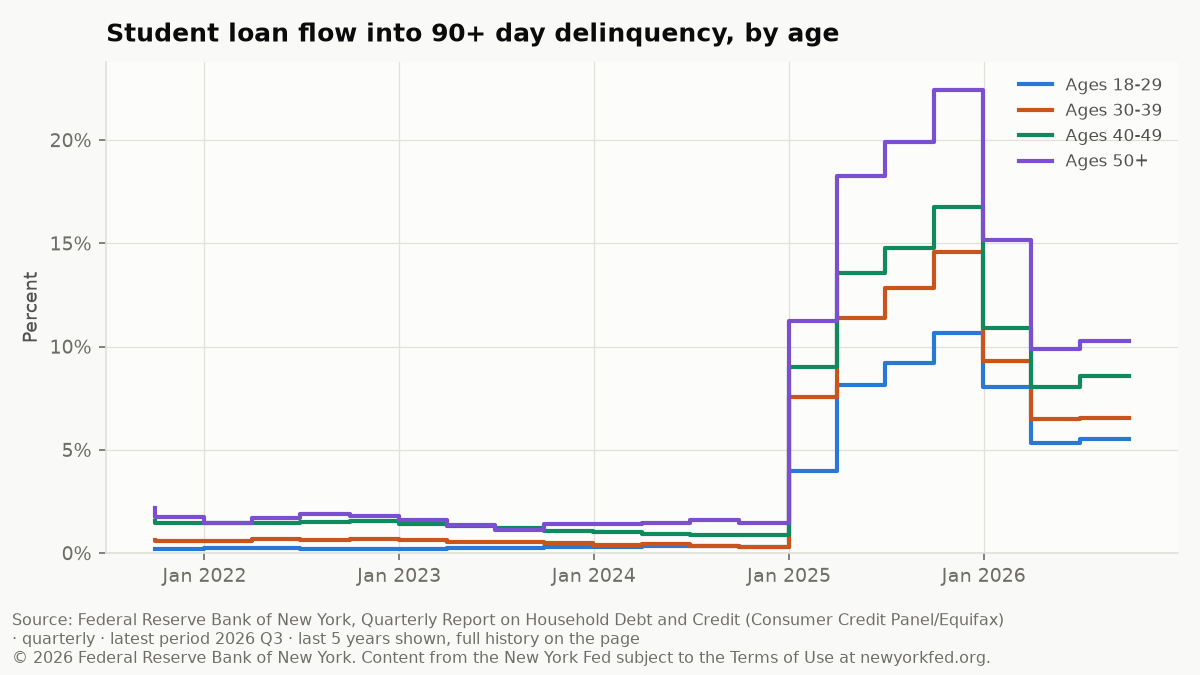 Student loan flow into 90+ day delinquency, by age
Ages 18-29
Ages 30-39
Ages 40-49
Ages 50+
Percent
20%
15%
10%
5%
0%
Jan 2022
Jan 2023
Jan 2024
Jan 2025
Jan 2026
Source: Federal Reserve Bank of New York, Quarterly Report on Household Debt and Credit (Consumer Credit Panel/Equifax)
· quarterly · latest period 2026 Q3 · last 5 years shown, full history on the page
© 2026 Federal Reserve Bank of New York. Content from the New York Fed subject to the Terms of Use at newyorkfed.org.